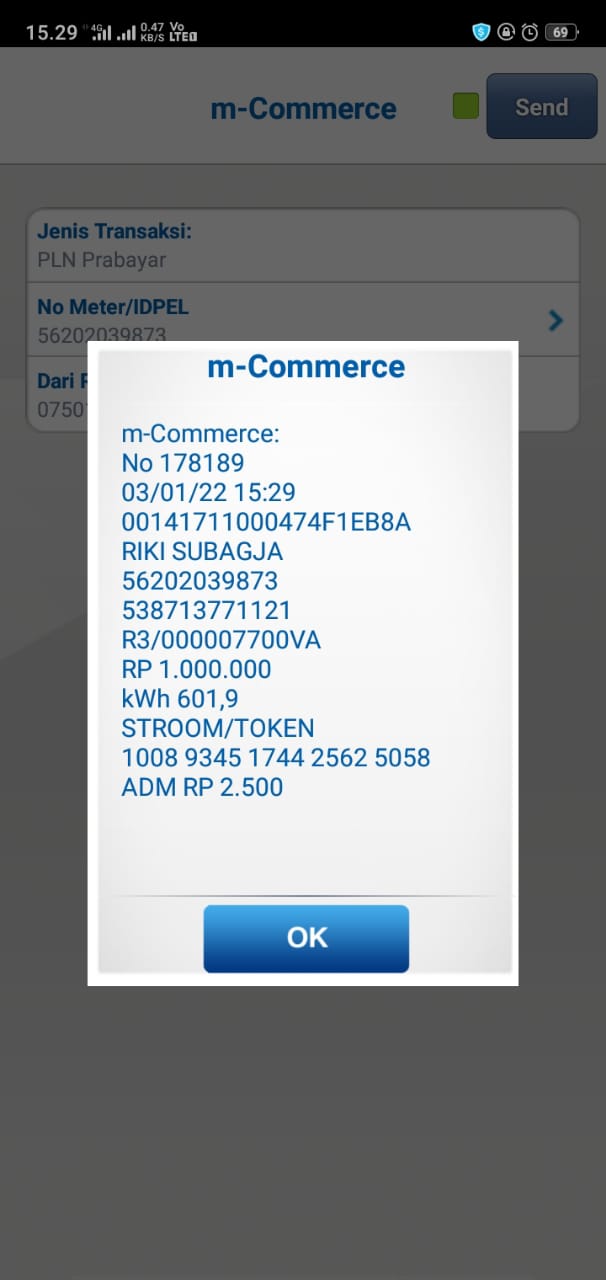 15.29 4G 0.47 KB/S Vo LTE 69
m-Commerce
Send
Jenis Transaksi:
PLN Prabayar
No Meter/IDPEL
56202039873
Dari
0750
m-Commerce
m-Commerce:
No 178189
03/01/22 15:29
00141711000474F1EB8A
RIKI SUBAGJA
56202039873
538713771121
R3/000007700VA
RP 1.000.000
kWh 601,9
STROOM/TOKEN
1008 9345 1744 2562 5058
ADM RP 2.500
OK